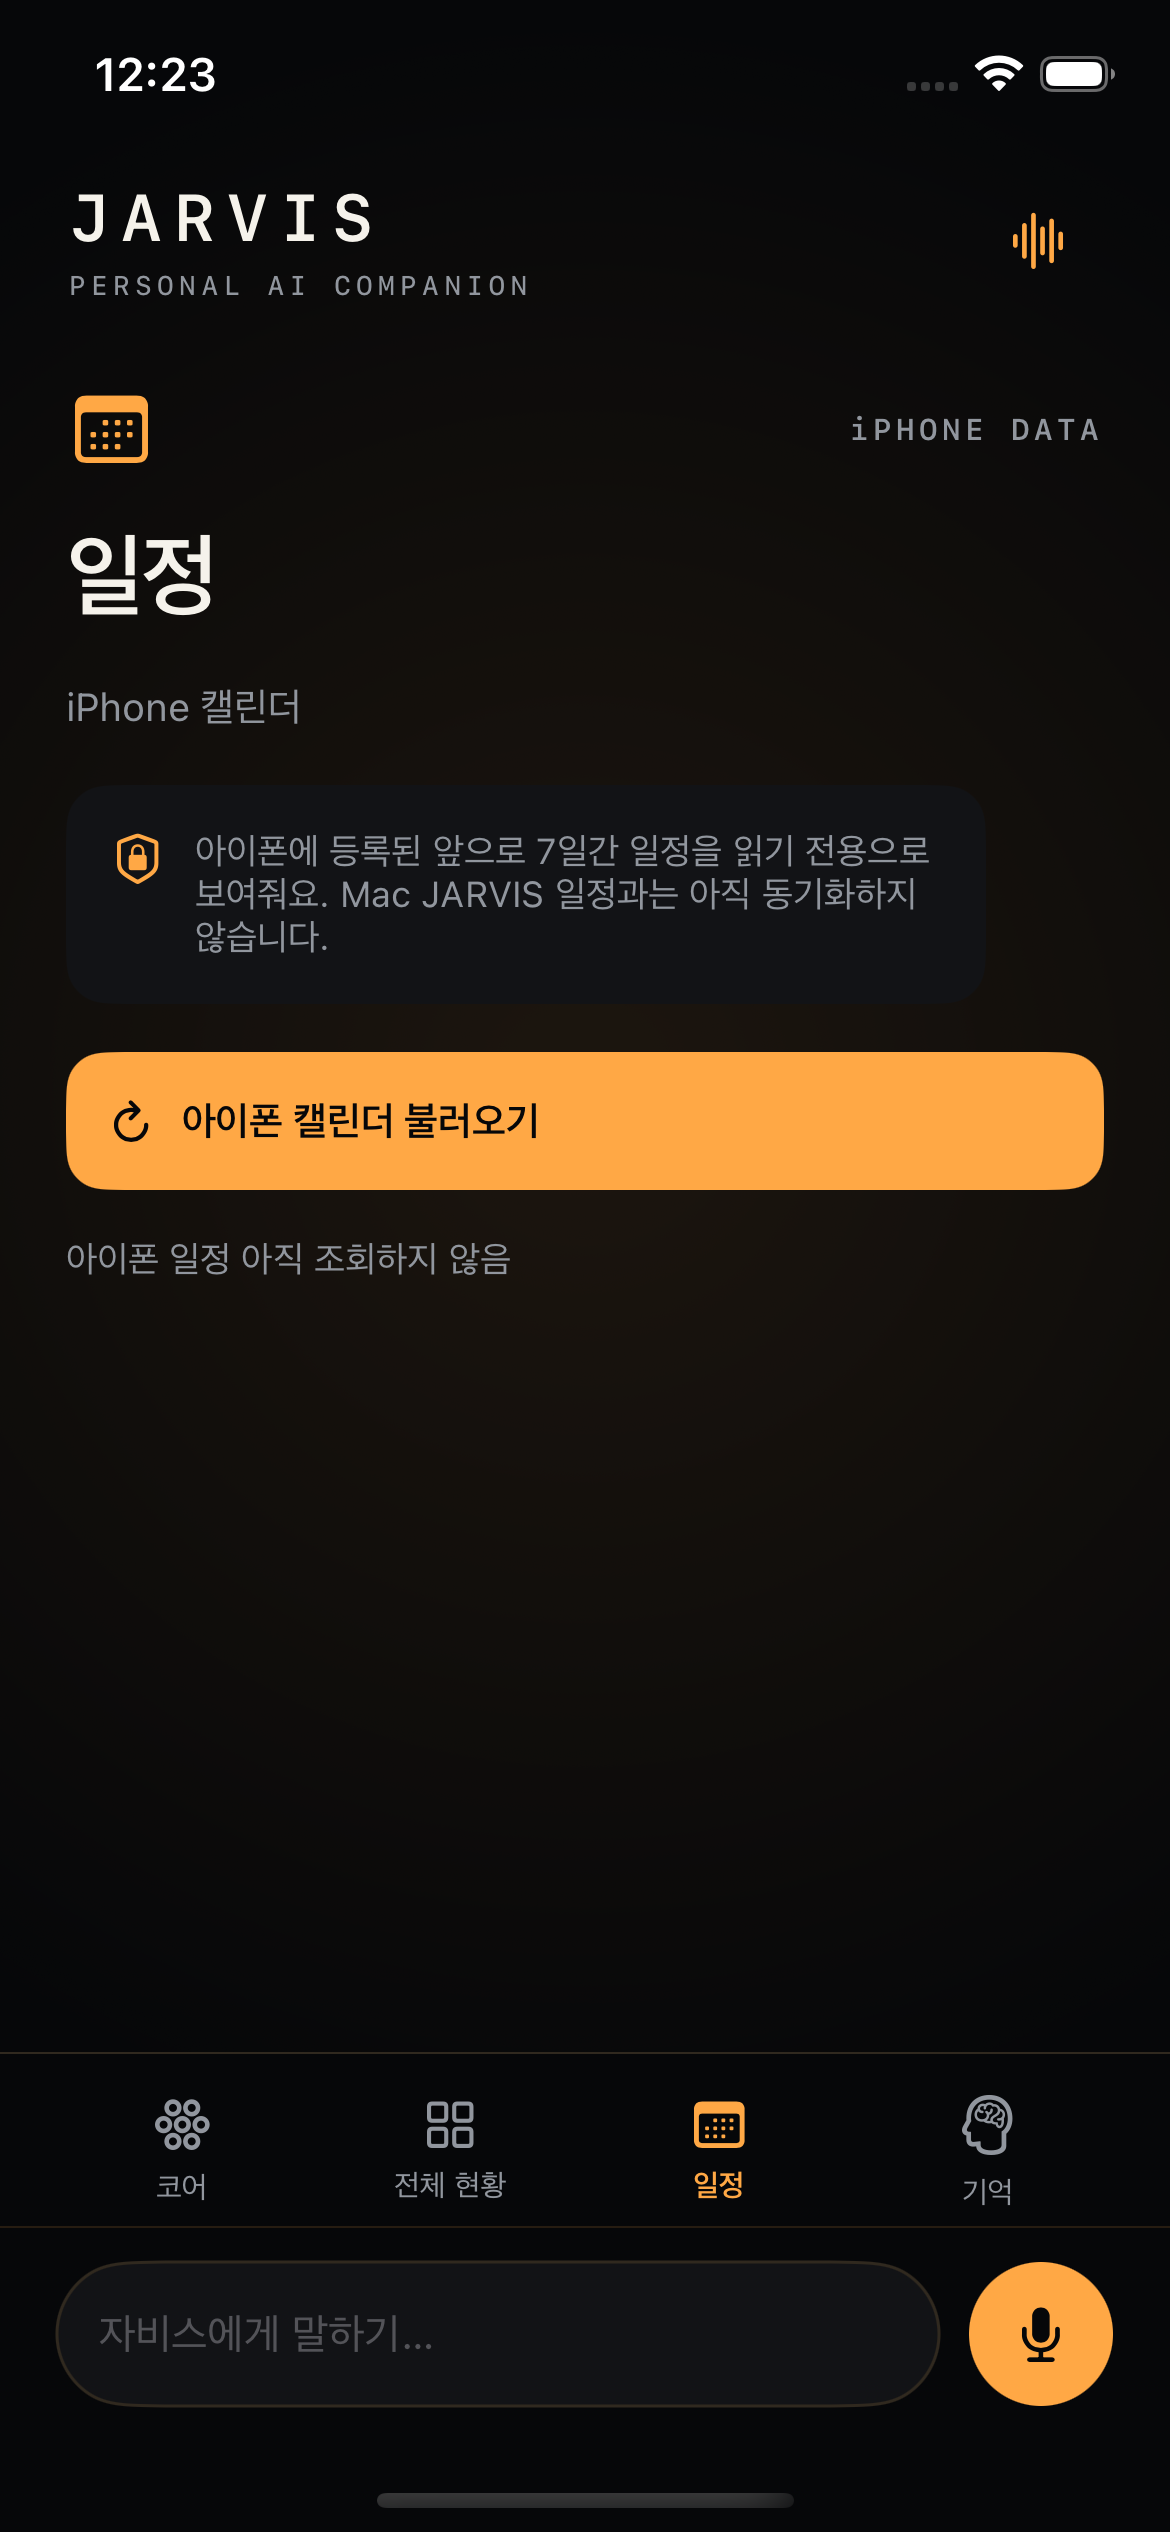 12:23
JARVIS
PERSONAL AI COMPANION
iPHONE DATA
일정
iPhone 캘린더
아이폰에 등록된 앞으로 7일간 일정을 읽기 전용으로
보여줘요. Mac JARVIS 일정과는 아직 동기화하지
않습니다.
아이폰 캘린더 불러오기
아이폰 일정 아직 조회하지 않음
코어
전체 현황
일정
기억
자비스에게 말하기...